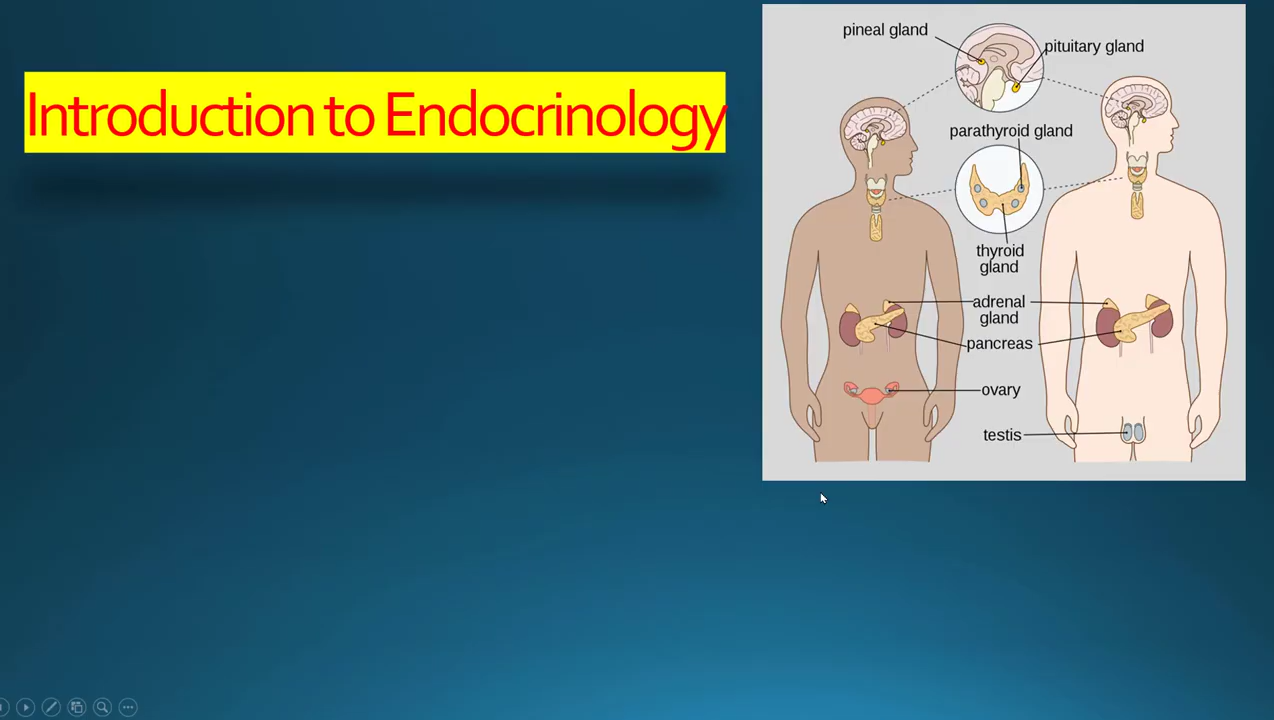 Introduction to Endocrinology
pineal gland
pituitary gland
parathyroid gland
thyroid
gland
adrenal
gland
pancreas
ovary
testis